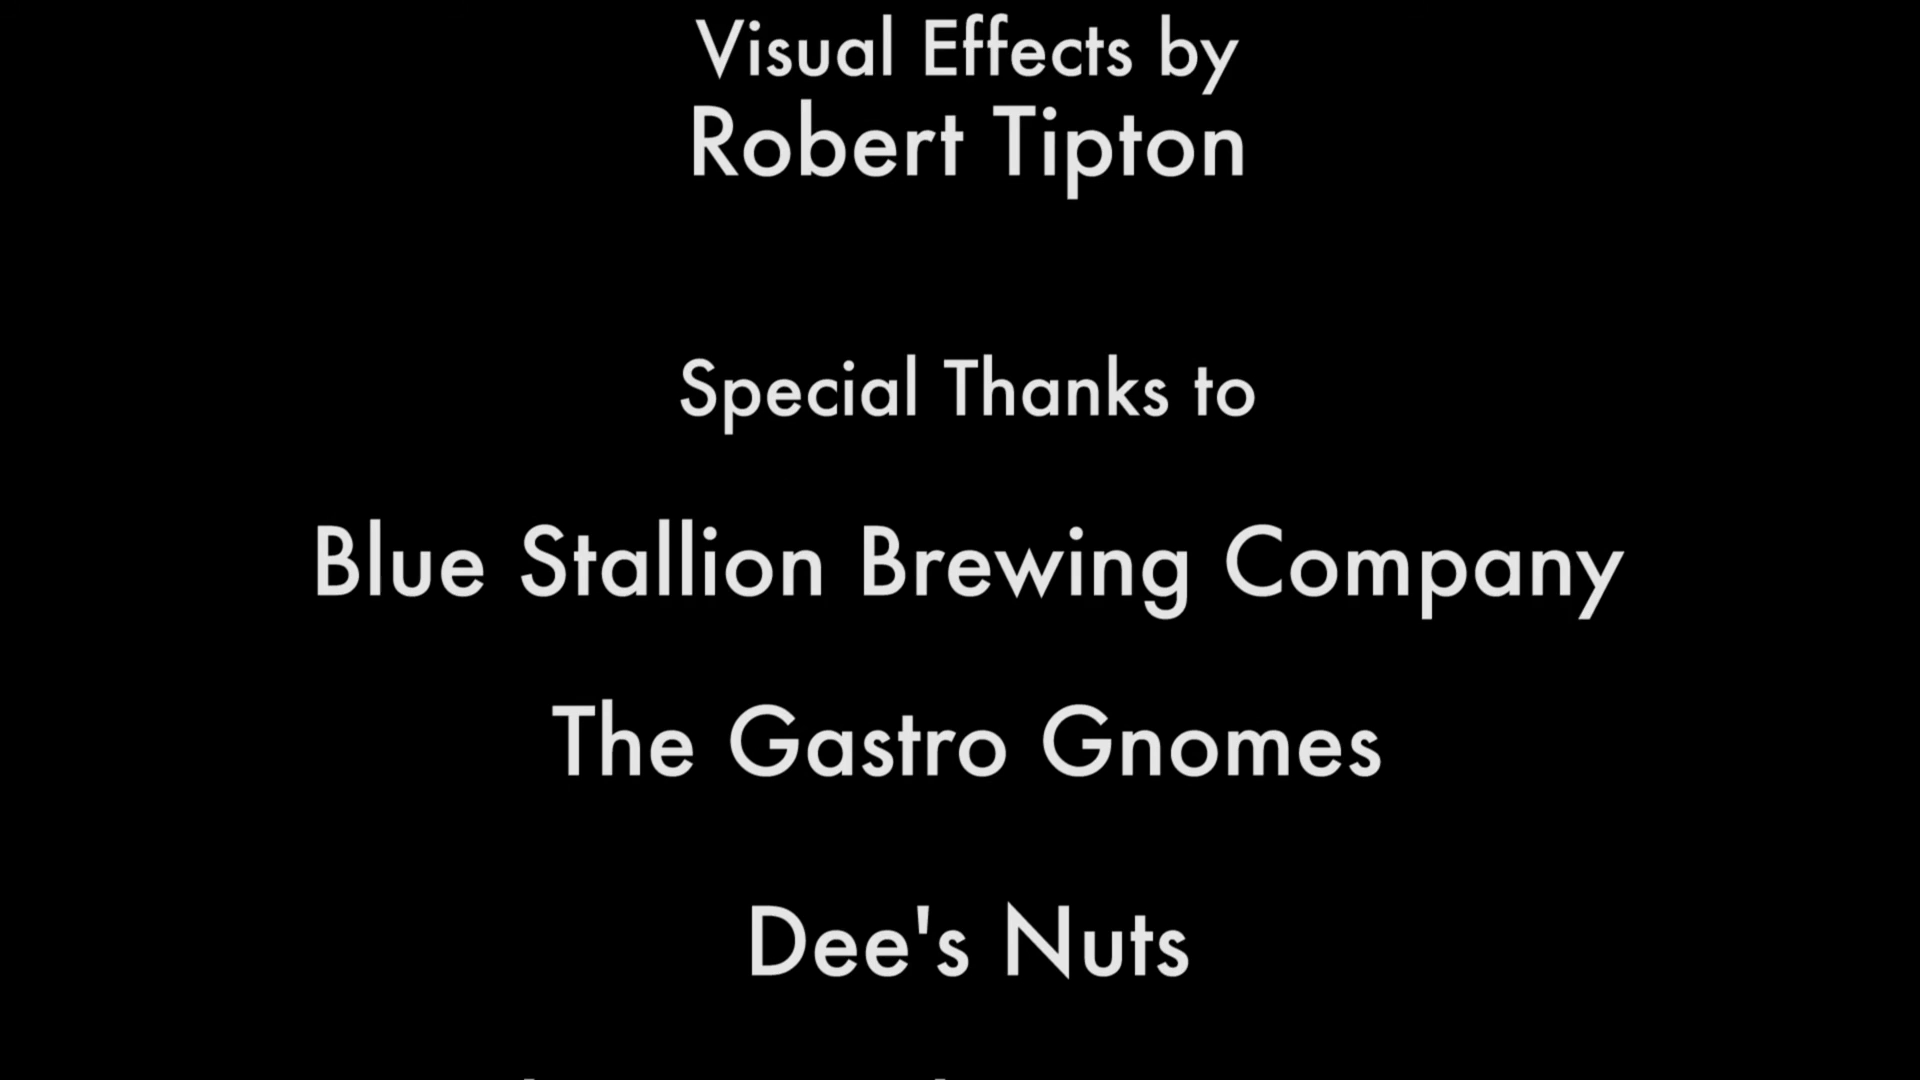 Visual Effects by
Robert Tipton
Special Thanks to
Blue Stallion Brewing Company
The Gastro Gnomes
Dee's Nuts